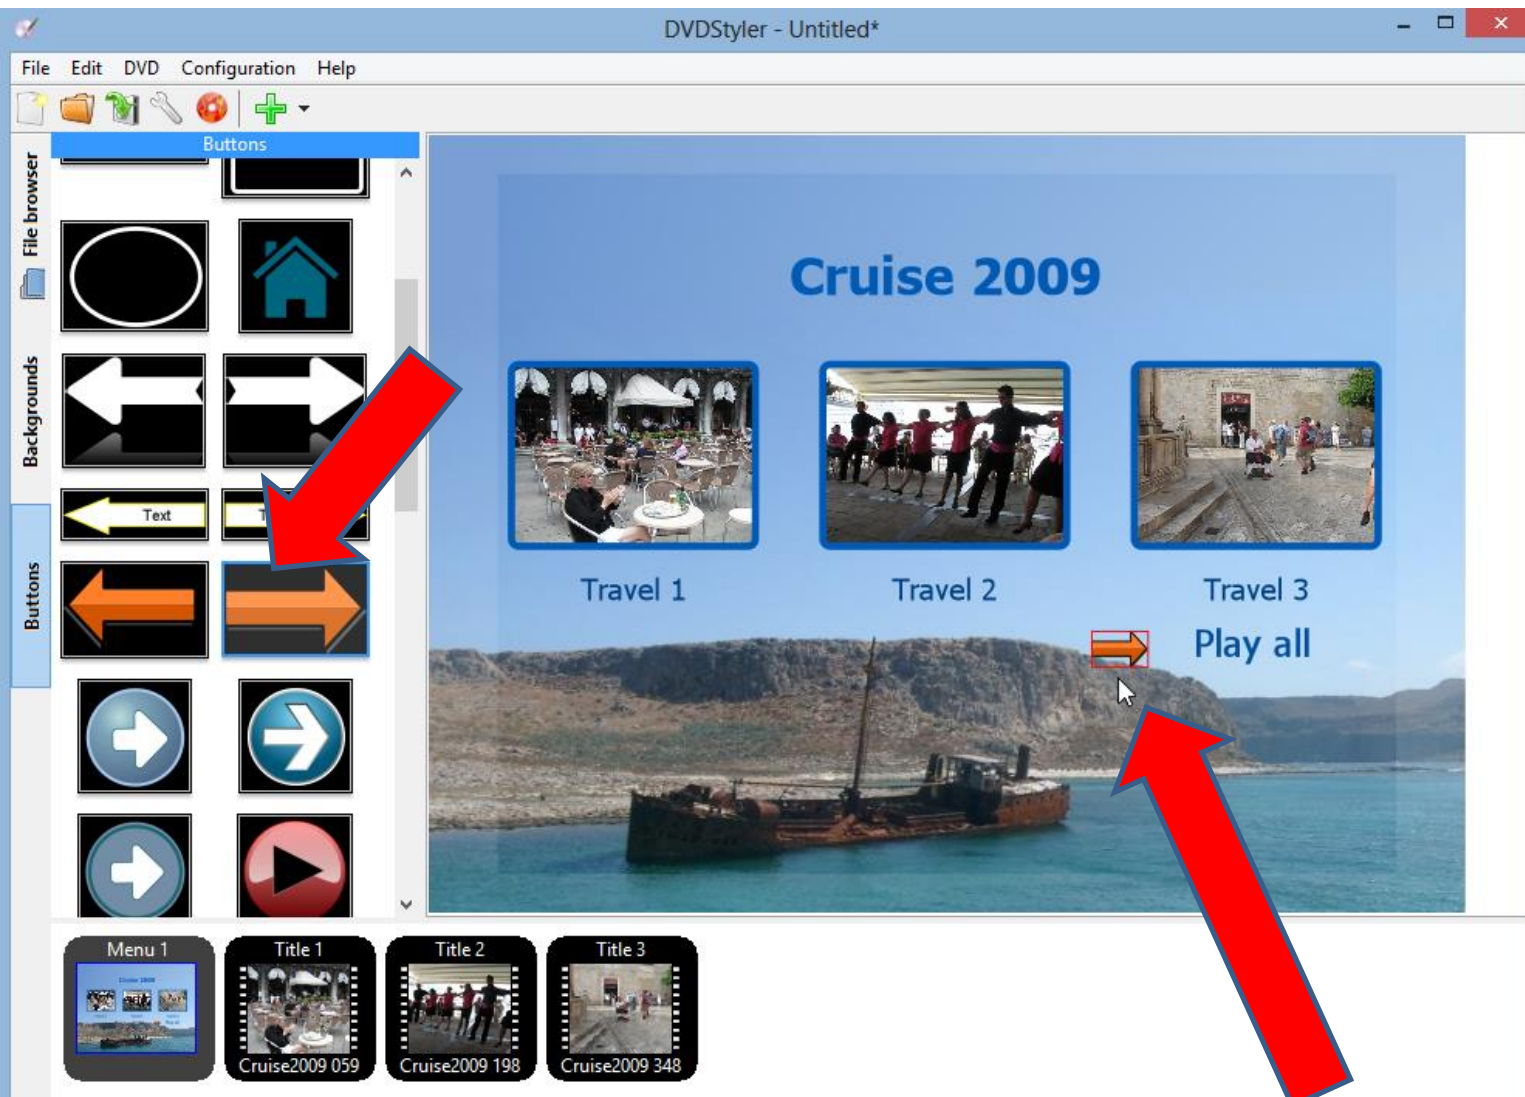 DVDStyler - Untitled*
File Edit DVD Configuration Help
Buttons
File browser
Backgrounds
Buttons
Text
Cruise 2009
Travel 1 Travel 2 Travel 3
Play all
Menu 1 Title 1 Title 2 Title 3
Cruise2009 059 Cruise2009 198 Cruise2009 348